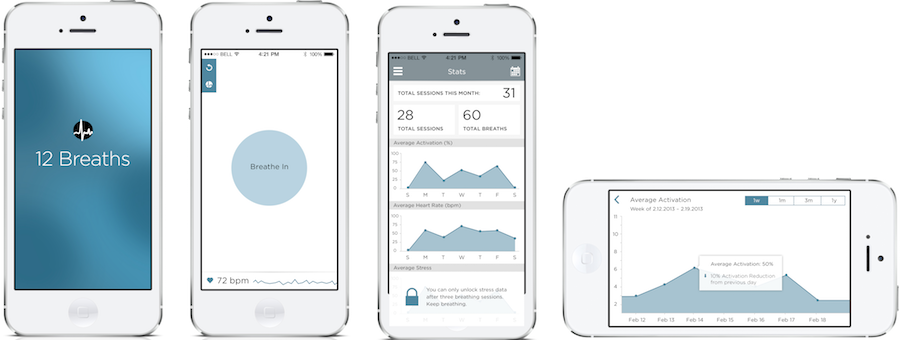 12 Breaths
BELL 4:21 PM 100%
Breathe In
72 bpm
BELL 4:21 PM 100%
Stats
TOTAL SESSIONS THIS MONTH: 31
28 60
TOTAL SESSIONS TOTAL BREATHS
Average Activation (%)
100
75
50
25
0
S M T W T F S
Average Heart Rate (bpm)
100
75
50
25
0
S M T W T F S
Average Stress
100
You can only unlock stress data
after three breathing sessions.
Keep breathing.
0
S M T W T F S
Average Activation 1w 1m 3m 1y
Week of 2.12.2013 – 2.19.2013
11
8
6
4
2
Average Activation: 50%
10% Activation Reduction
from previous day
Feb 12 Feb 13 Feb 14 Feb 15 Feb 16 Feb 17 Feb 18